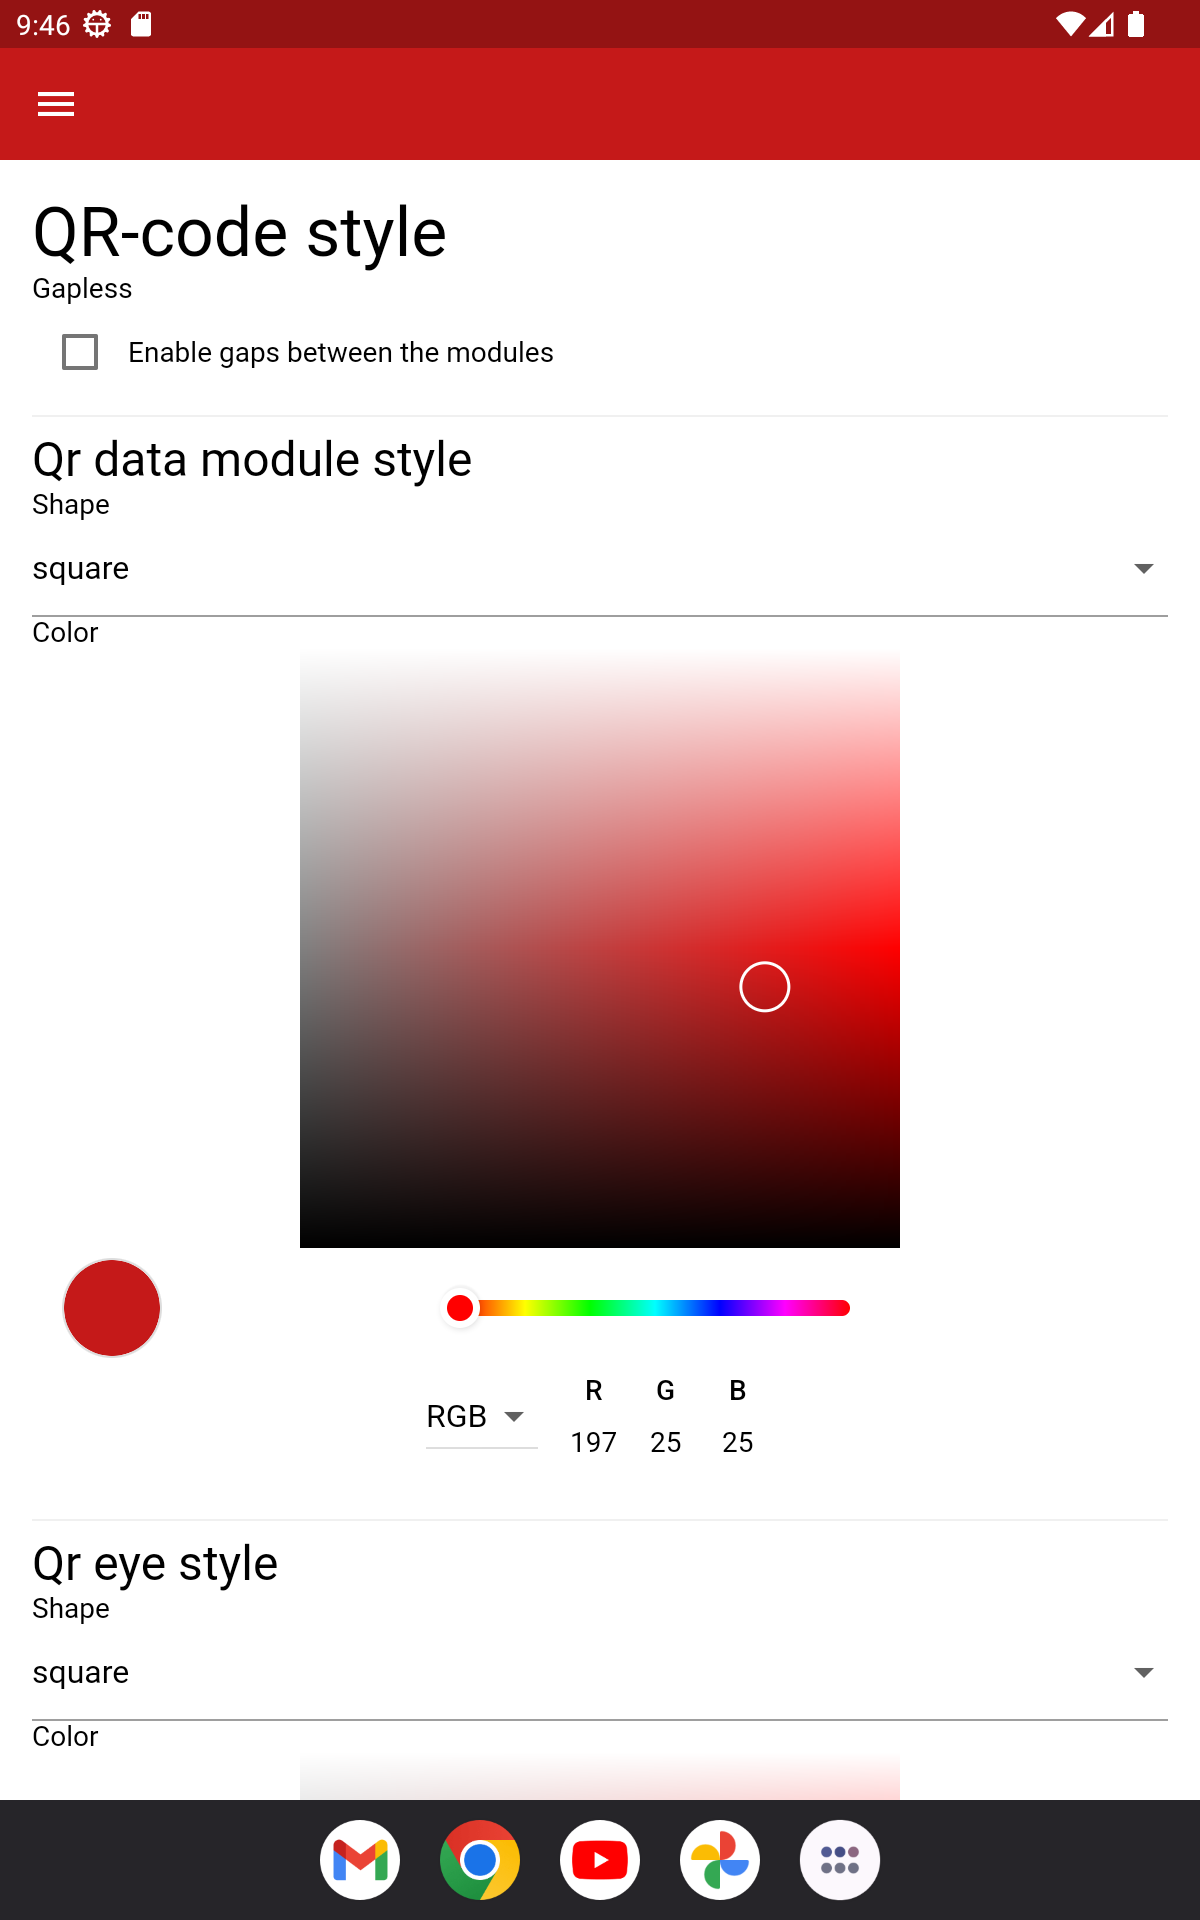 9:46
QR-code style
Gapless
Enable gaps between the modules
Qr data module style
Shape
square
Color
R G B
RGB
197 25 25
Qr eye style
Shape
square
Color